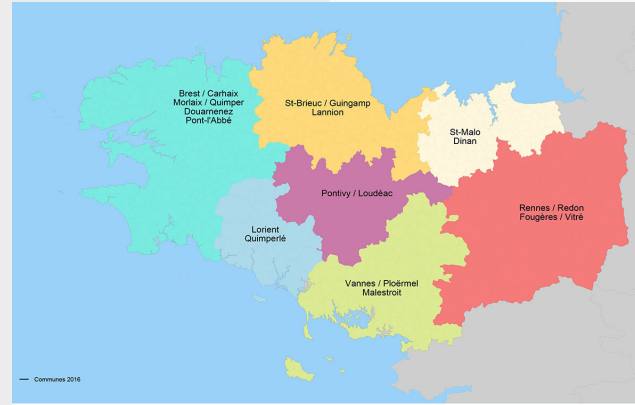 Brest / Carhaix
Morlaix / Quimper
Douarnenez
Pont-l'Abbé
St-Brieuc / Guingamp
Lannion
St-Malo
Dinan
Pontivy / Loudéac
Rennes / Redon
Fougères / Vitré
Lorient
Quimperlé
Vannes / Ploërmel
Malestroit
Communes 2016